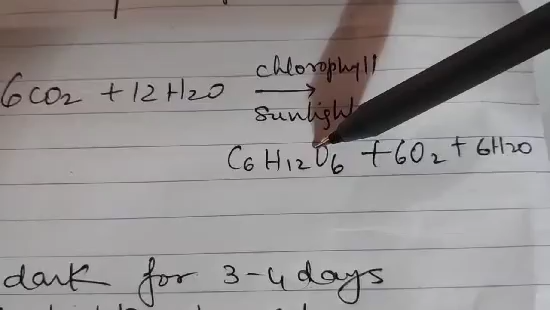 chlorophyll
6CO2 + 12H2O →
sunlight
C6H12O6 + 6O2 + 6H2O
dark for 3-4 days